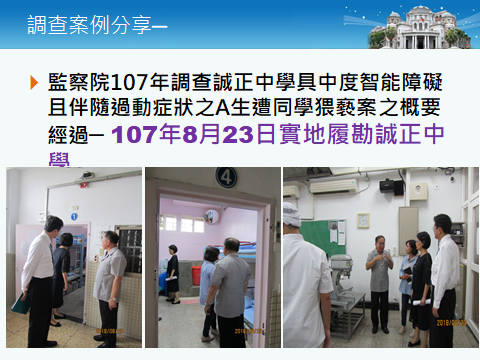 調查案例分享─
監察院107年調查誠正中學具中度智能障礙
且伴隨過動症狀之A生遭同學猥褻案之概要
經過─ 107年8月23日實地履勘誠正中
學
4